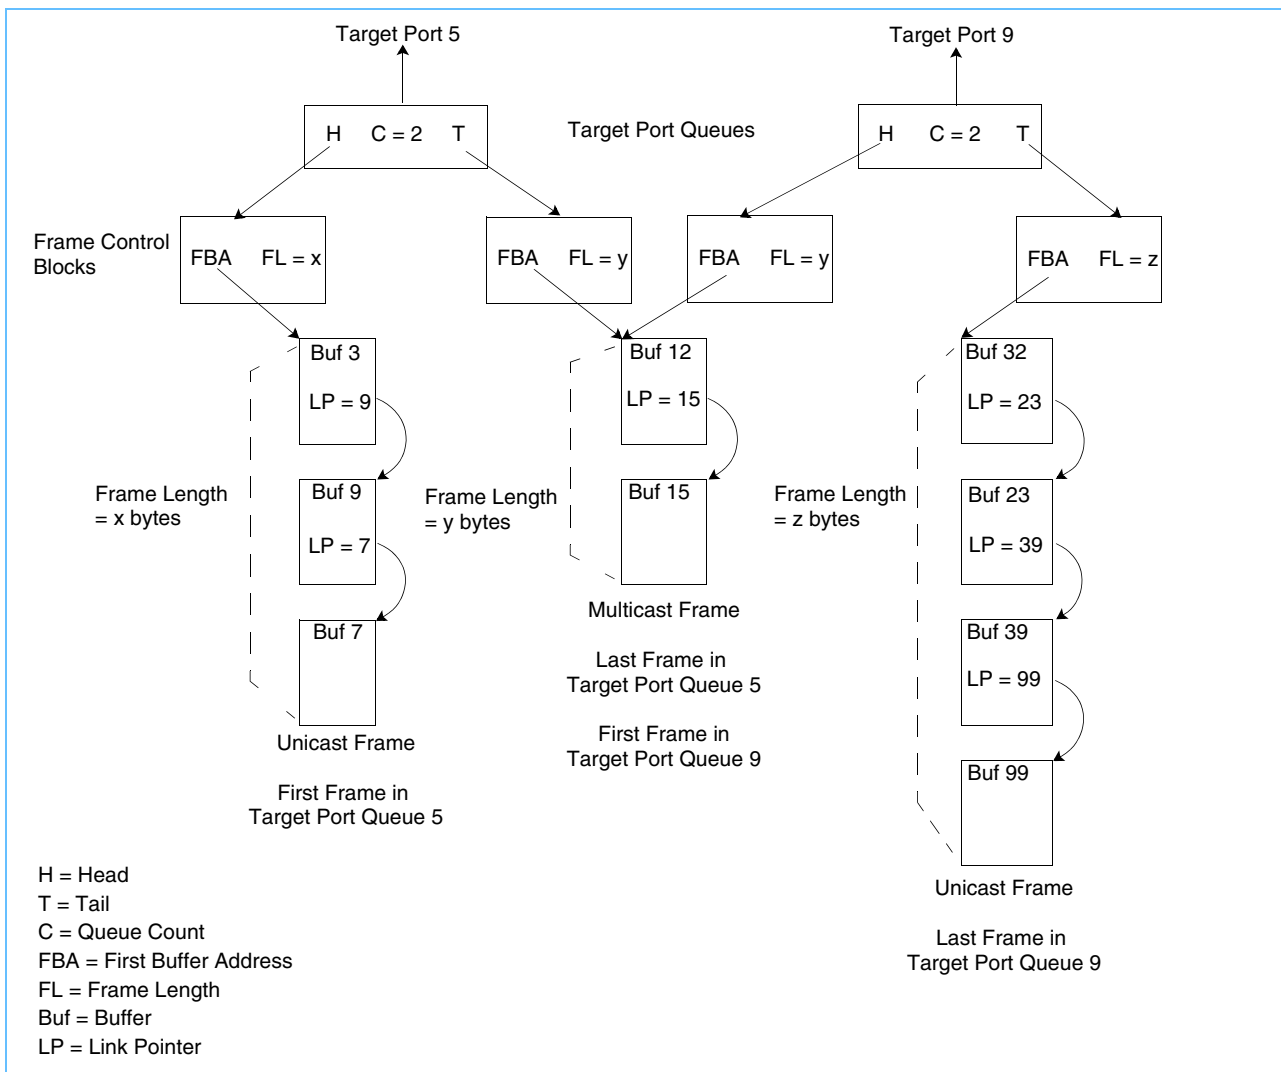 Target Port 5
Target Port 9
H C = 2 T
Target Port Queues
H C = 2 T
Frame Control
Blocks
FBA FL = x
FBA FL = y
FBA FL = y
FBA FL = z
Buf 3
LP = 9
Buf 9
LP = 7
Buf 7
Frame Length
= x bytes
Unicast Frame
First Frame in
Target Port Queue 5
Buf 12
LP = 15
Buf 15
Frame Length
= y bytes
Multicast Frame
Last Frame in
Target Port Queue 5
First Frame in
Target Port Queue 9
Buf 32
LP = 23
Buf 23
LP = 39
Buf 39
LP = 99
Buf 99
Frame Length
= z bytes
Unicast Frame
Last Frame in
Target Port Queue 9
H = Head
T = Tail
C = Queue Count
FBA = First Buffer Address
FL = Frame Length
Buf = Buffer
LP = Link Pointer